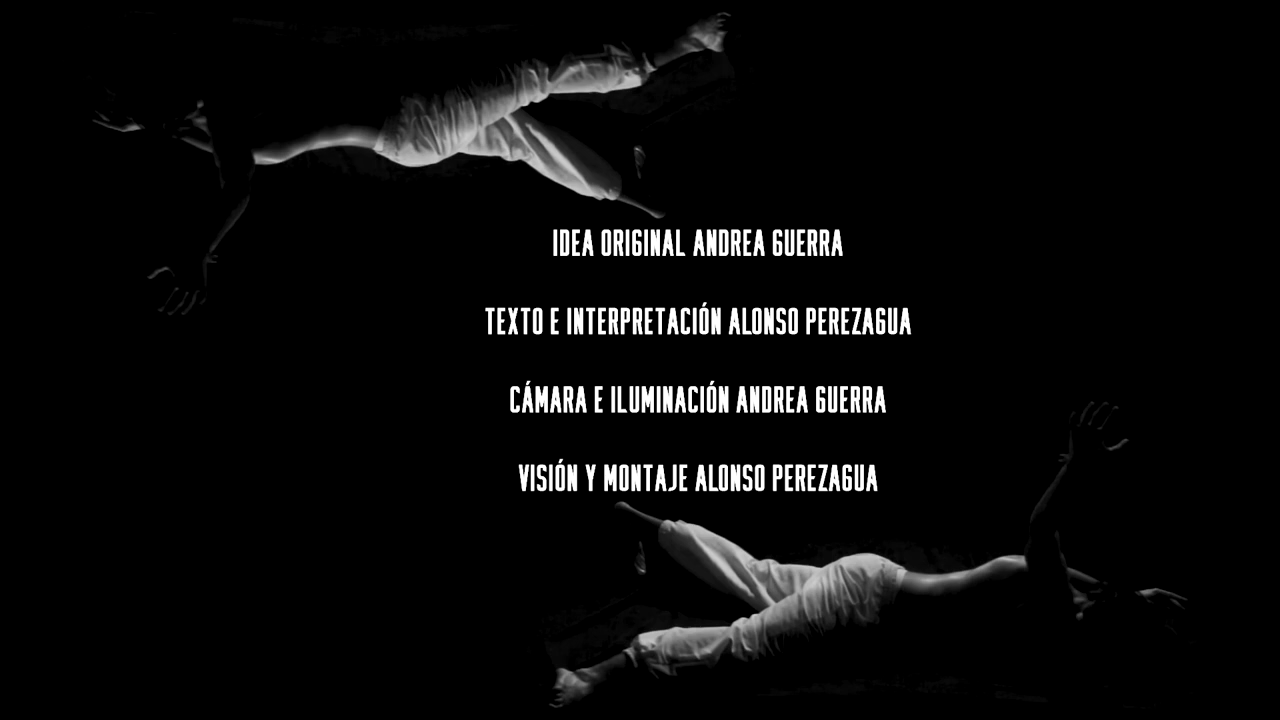 IDEA ORIGINAL ANDREA GUERRA
TEXTO E INTERPRETACIÓN ALONSO PEREZAGUA
CÁMARA E ILUMINACIÓN ANDREA GUERRA
VISIÓN Y MONTAJE ALONSO PEREZAGUA